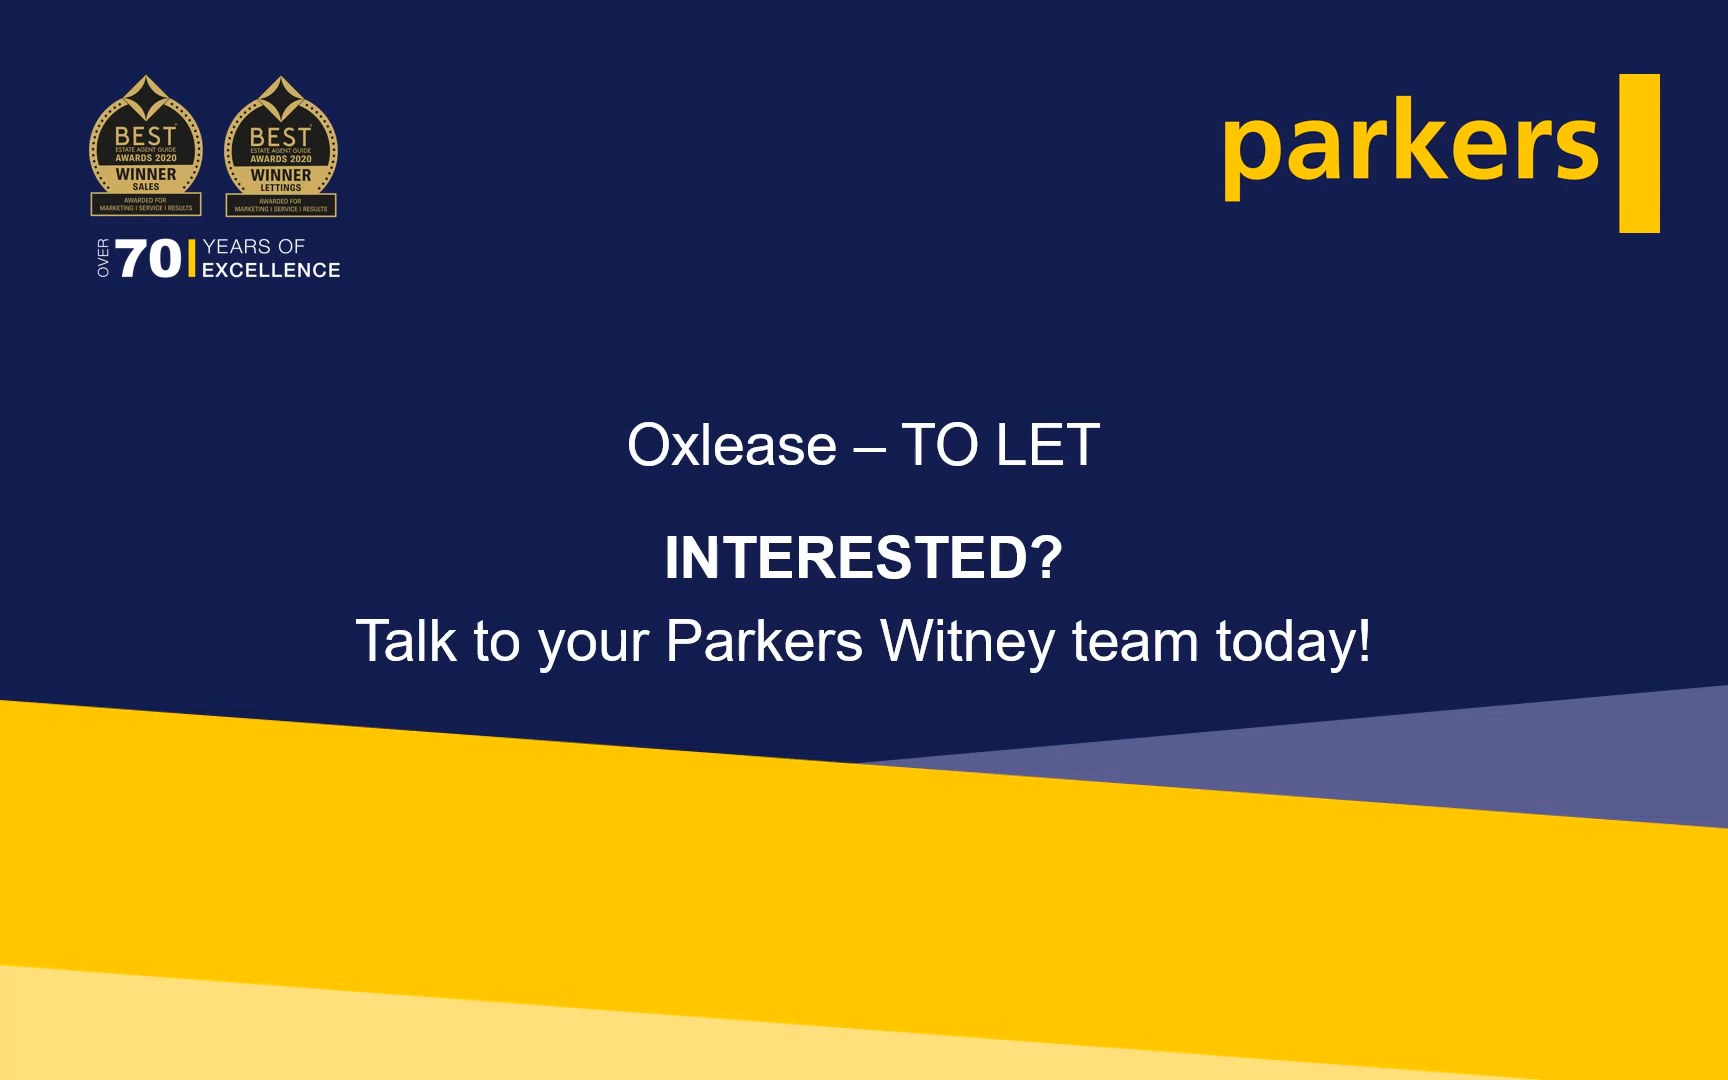 BEST
ESTATE AGENT GUIDE
AWARDS 2020
WINNER
SALES
AWARDED FOR
MARKETING | SERVICE | RESULTS
BEST
ESTATE AGENT GUIDE
AWARDS 2020
WINNER
LETTINGS
AWARDED FOR
MARKETING | SERVICE | RESULTS
OVER 70 YEARS OF
EXCELLENCE
parkers
Oxlease – TO LET
INTERESTED?
Talk to your Parkers Witney team today!